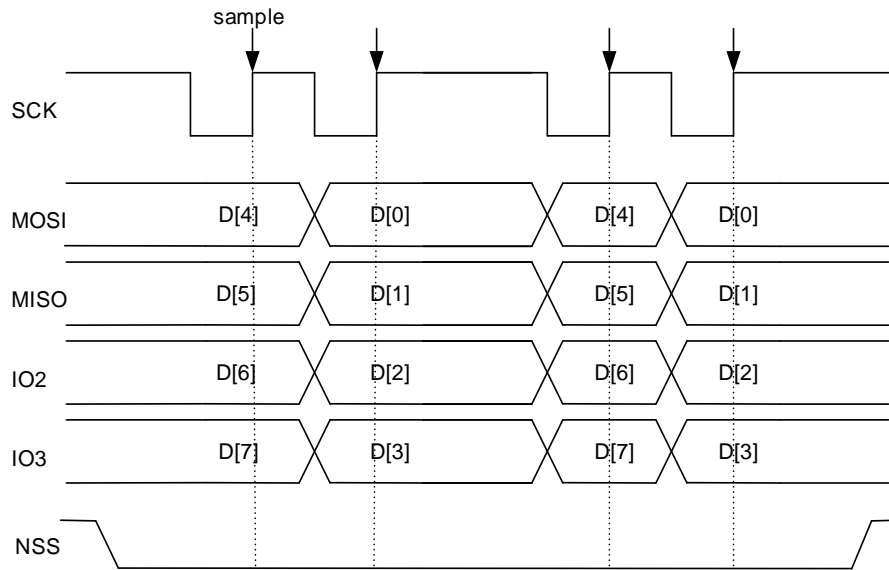 sample
SCK
MOSI D[4] D[0] D[4] D[0]
MISO D[5] D[1] D[5] D[1]
IO2 D[6] D[2] D[6] D[2]
IO3 D[7] D[3] D[7] D[3]
NSS